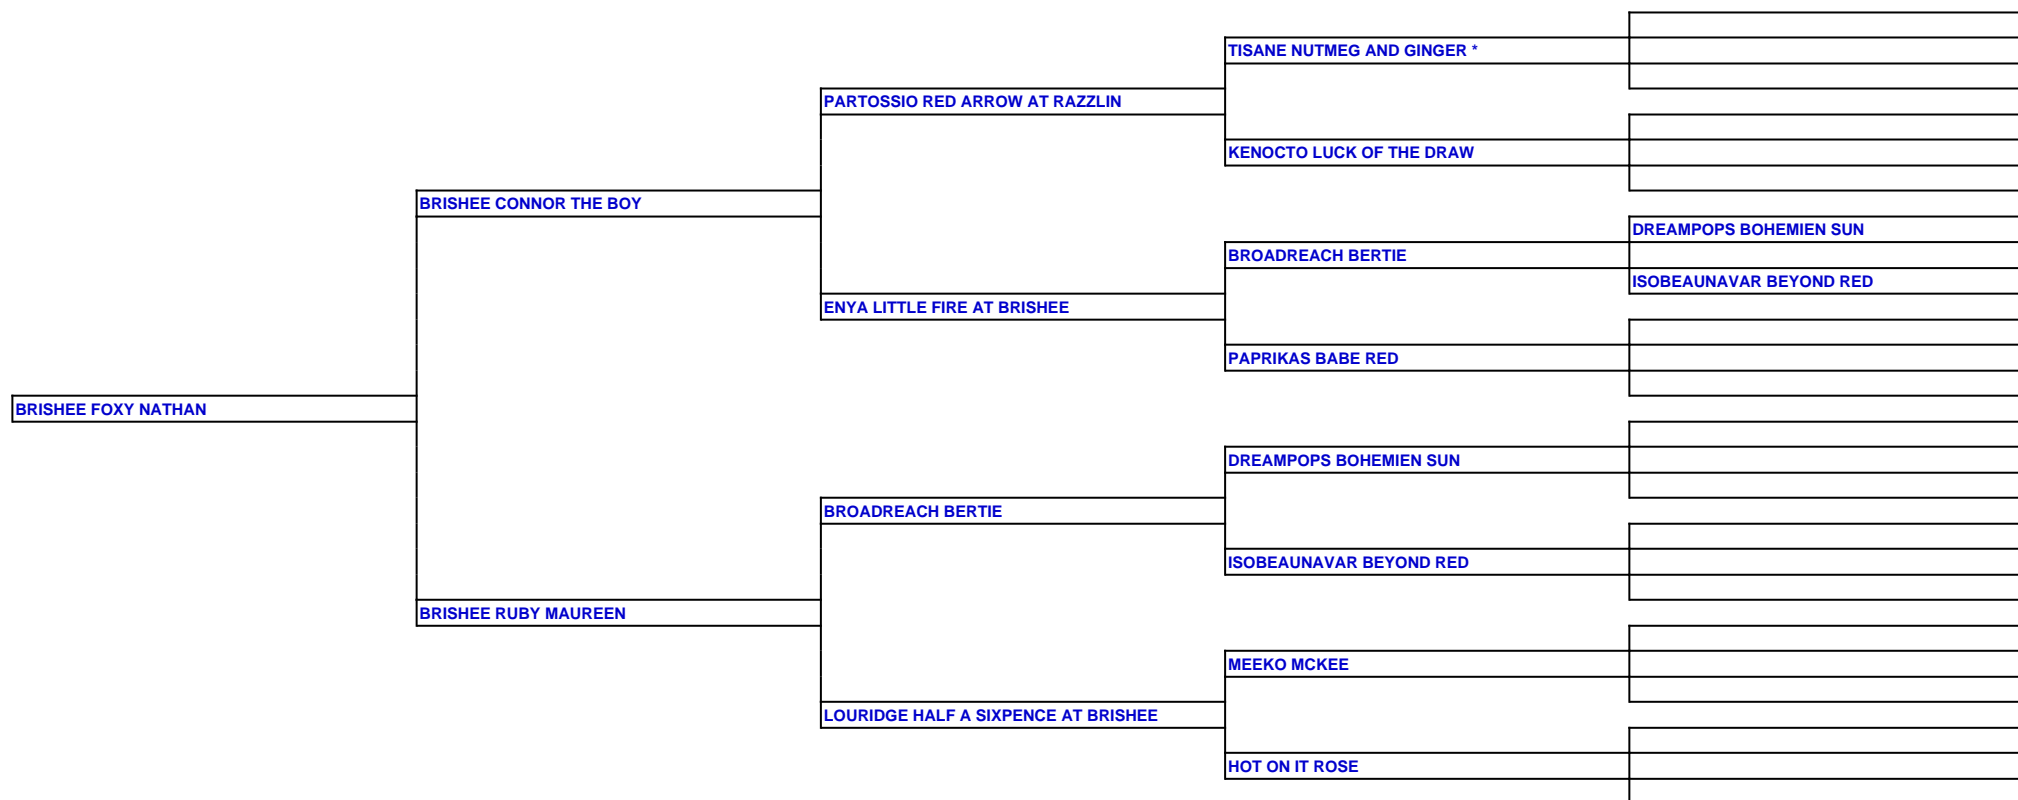 TISANE NUTMEG AND GINGER *
PARTOSSIO RED ARROW AT RAZZLIN
KENOCTO LUCK OF THE DRAW
BRISHEE CONNOR THE BOY
DREAMPOPS BOHEMIEN SUN
BROADREACH BERTIE
ISOBEAUNAVAR BEYOND RED
ENYA LITTLE FIRE AT BRISHEE
PAPRIKAS BABE RED
BRISHEE FOXY NATHAN
DREAMPOPS BOHEMIEN SUN
BROADREACH BERTIE
ISOBEAUNAVAR BEYOND RED
BRISHEE RUBY MAUREEN
MEEKO MCKEE
LOURIDGE HALF A SIXPENCE AT BRISHEE
HOT ON IT ROSE